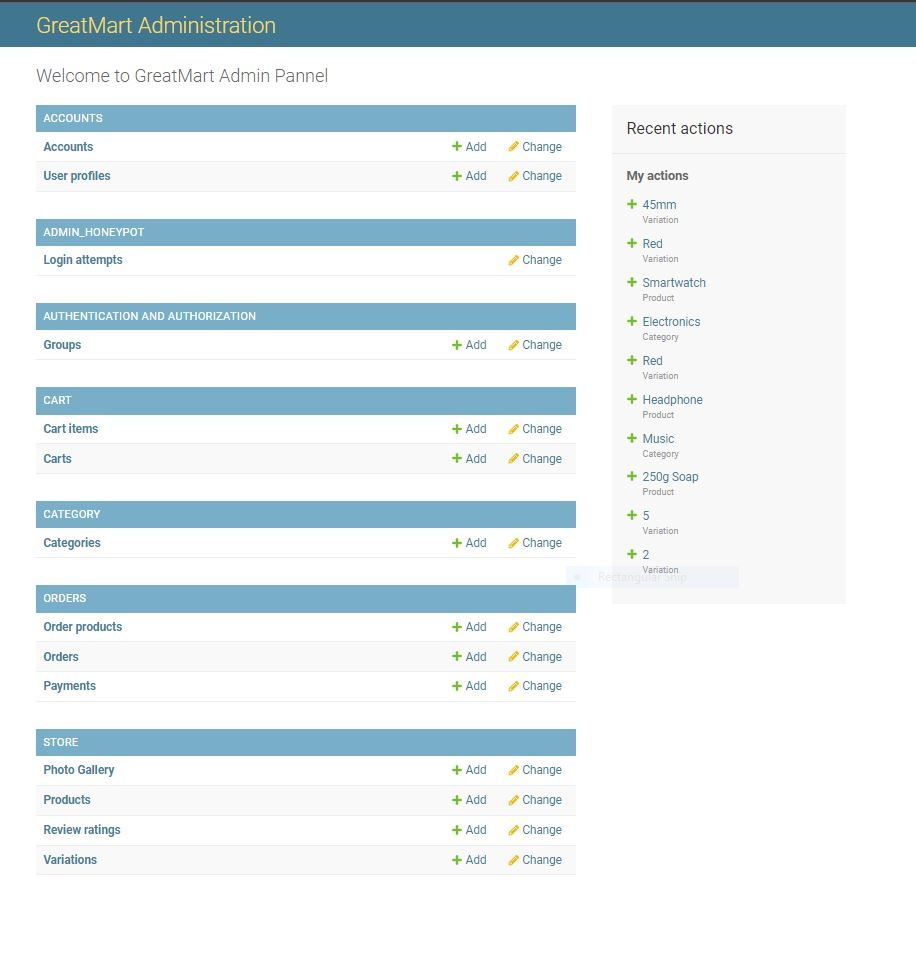 GreatMart Administration
Welcome to GreatMart Admin Pannel
ACCOUNTS
Accounts Add Change
User profiles Add Change
ADMIN_HONEYPOT
Login attempts Change
AUTHENTICATION AND AUTHORIZATION
Groups Add Change
CART
Cart items Add Change
Carts Add Change
CATEGORY
Categories Add Change
ORDERS
Order products Add Change
Orders Add Change
Payments Add Change
STORE
Photo Gallery Add Change
Products Add Change
Review ratings Add Change
Variations Add Change
Recent actions
My actions
45mm
Variation
Red
Variation
Smartwatch
Product
Electronics
Category
Red
Variation
Headphone
Product
Music
Category
250g Soap
Product
5
Variation
2
Variation
Rectangular Snip